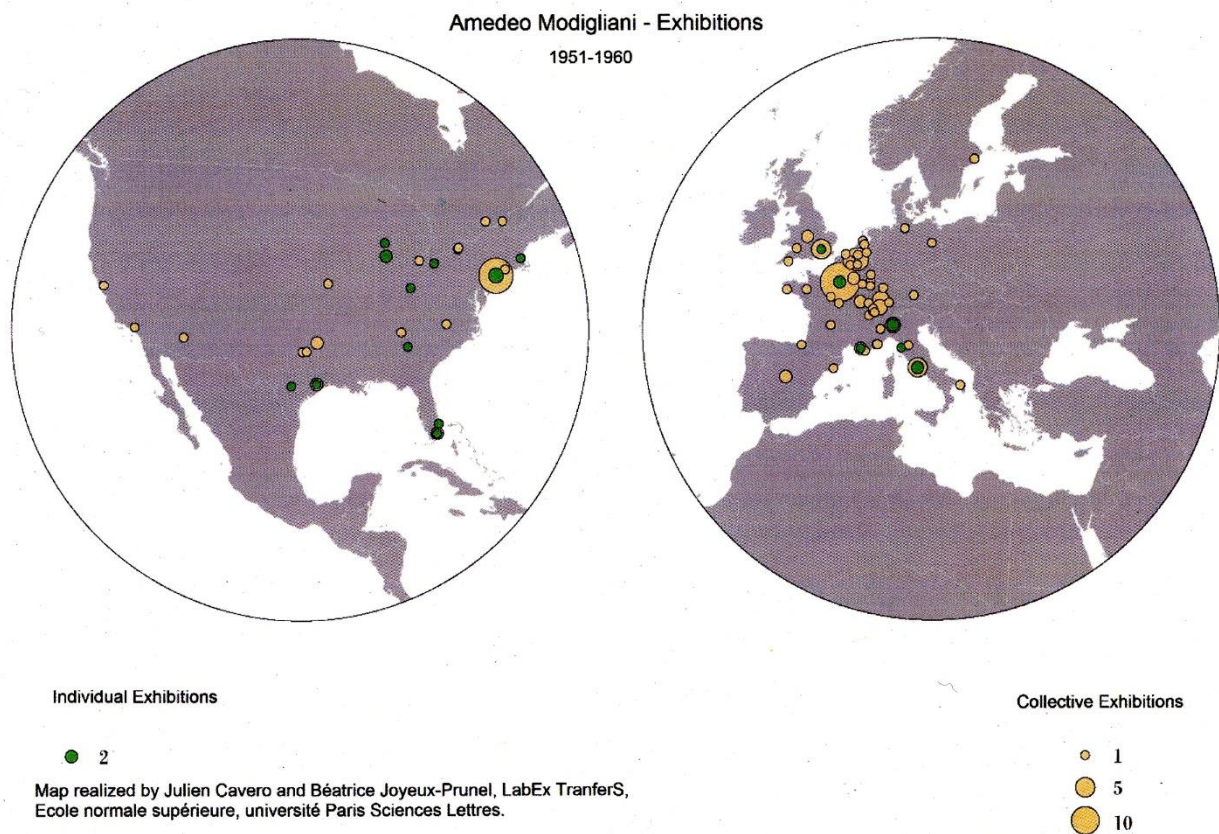 Amedeo Modigliani - Exhibitions
1951-1960
Individual Exhibitions
2
Map realized by Julien Cavero and Béatrice Joyeux-Prunel, LabEx TranferS,
Ecole normale supérieure, université Paris Sciences Lettres.
Collective Exhibitions
1
5
10